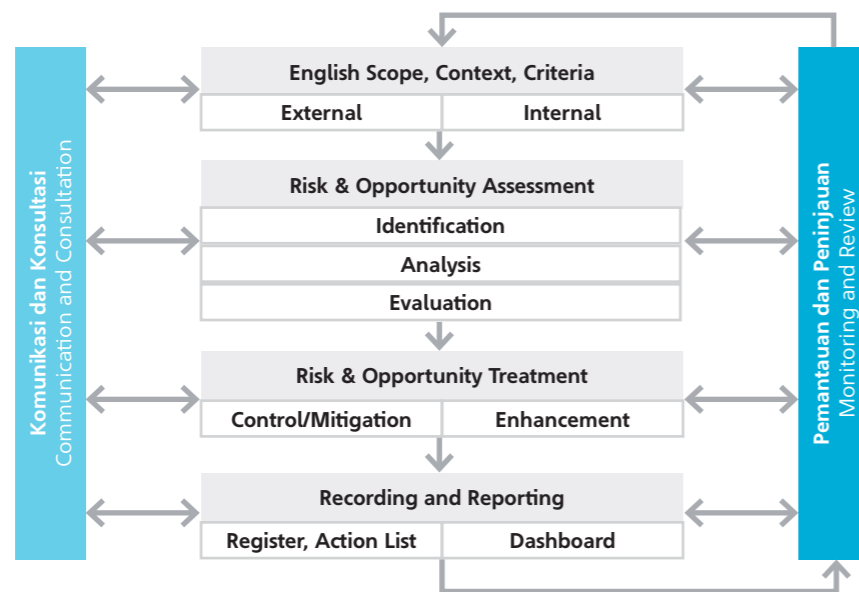 Komunikasi dan Konsultasi
Communication and Consultation
English Scope, Context, Criteria
External
Internal
Risk & Opportunity Assessment
Identification
Analysis
Evaluation
Risk & Opportunity Treatment
Control/Mitigation
Enhancement
Recording and Reporting
Register, Action List
Dashboard
Pemantauan dan Peninjauan
Monitoring and Review